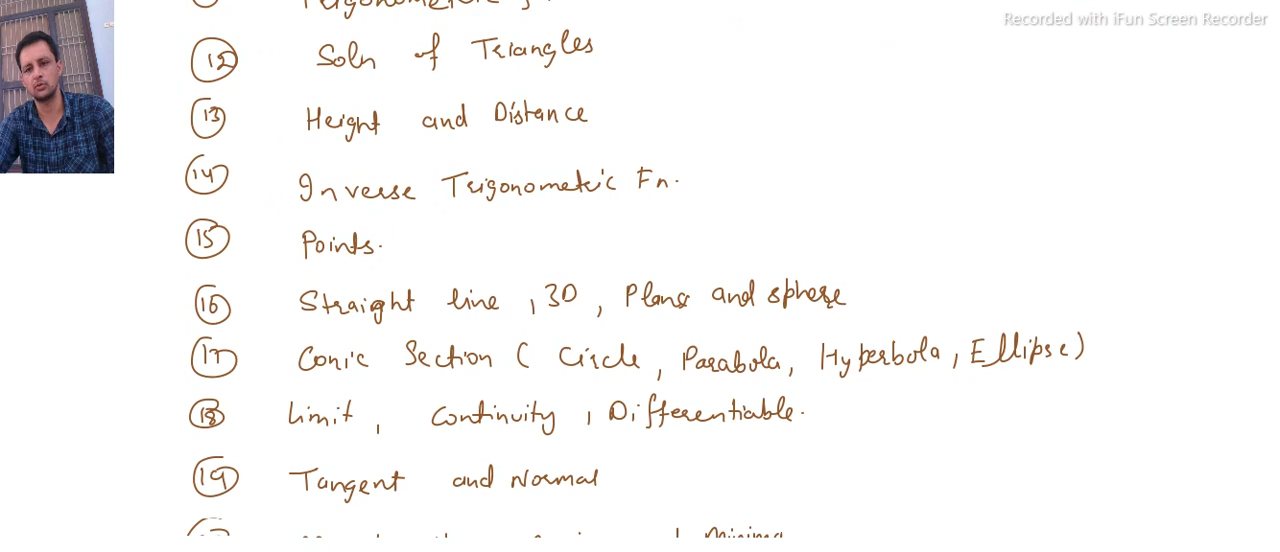 Recorded with iFun Screen Recorder
12 Soln of Triangles
13 Height and Distance
14 Inverse Trigonometric Fn.
15 Points.
16 Straight line, 3D, Plane and sphere
17 Conic Section (Circle, Parabola, Hyperbola, Ellipse)
18 Limit, Continuity, Differentiable.
19 Tangent and Normal